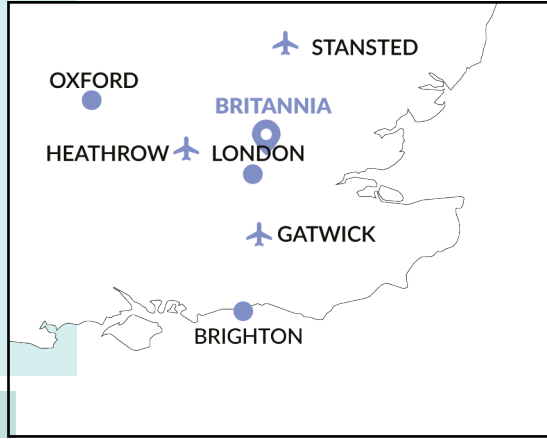 STANSTED
OXFORD
BRITANNIA
HEATHROW
LONDON
GATWICK
BRIGHTON